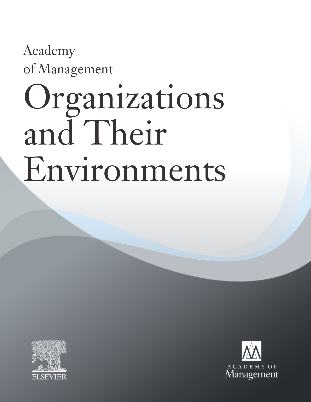 Academy
of Management
Organizations
and Their
Environments
ELSEVIER
ACADEMY OF
Management